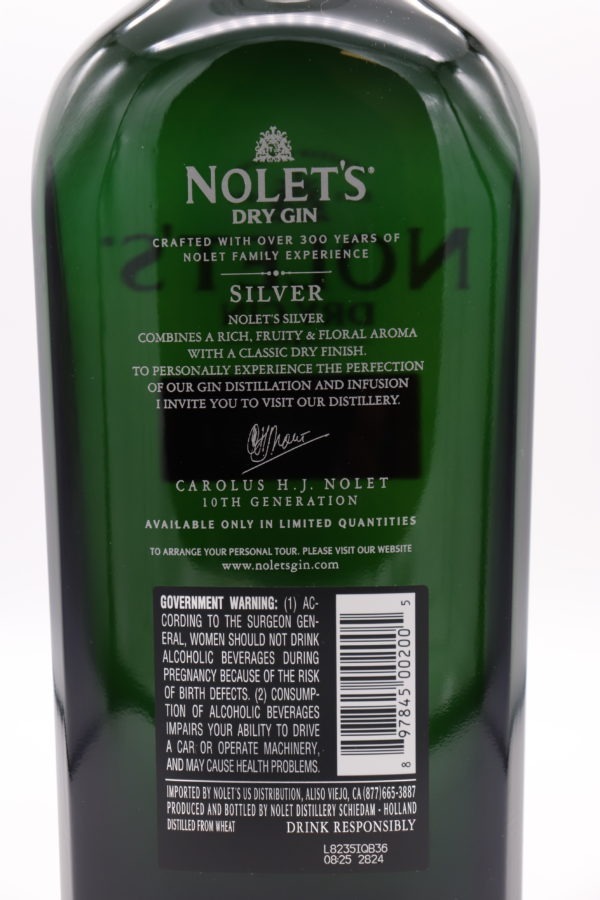 NOLET'S®
DRY GIN
CRAFTED WITH OVER 300 YEARS OF
NOLET FAMILY EXPERIENCE
SILVER
NOLET'S SILVER
COMBINES A RICH, FRUITY & FLORAL AROMA
WITH A CLASSIC DRY FINISH.
TO PERSONALLY EXPERIENCE THE PERFECTION
OF OUR GIN DISTILLATION AND INFUSION
I INVITE YOU TO VISIT OUR DISTILLERY.
CAROLUS H.J. NOLET
10TH GENERATION
AVAILABLE ONLY IN LIMITED QUANTITIES
TO ARRANGE YOUR PERSONAL TOUR. PLEASE VISIT OUR WEBSITE
www.noletsgin.com
GOVERNMENT WARNING: (1) AC-
CORDING TO THE SURGEON GEN-
ERAL, WOMEN SHOULD NOT DRINK
ALCOHOLIC BEVERAGES DURING
PREGNANCY BECAUSE OF THE RISK
OF BIRTH DEFECTS. (2) CONSUMP-
TION OF ALCOHOLIC BEVERAGES
IMPAIRS YOUR ABILITY TO DRIVE
A CAR OR OPERATE MACHINERY,
AND MAY CAUSE HEALTH PROBLEMS.
8 97845 00200 5
IMPORTED BY NOLET'S US DISTRIBUTION, ALISO VIEJO, CA (877)665-3887
PRODUCED AND BOTTLED BY NOLET DISTILLERY SCHIEDAM - HOLLAND
DISTILLED FROM WHEAT DRINK RESPONSIBLY
L8235IQB36
08:25 2824